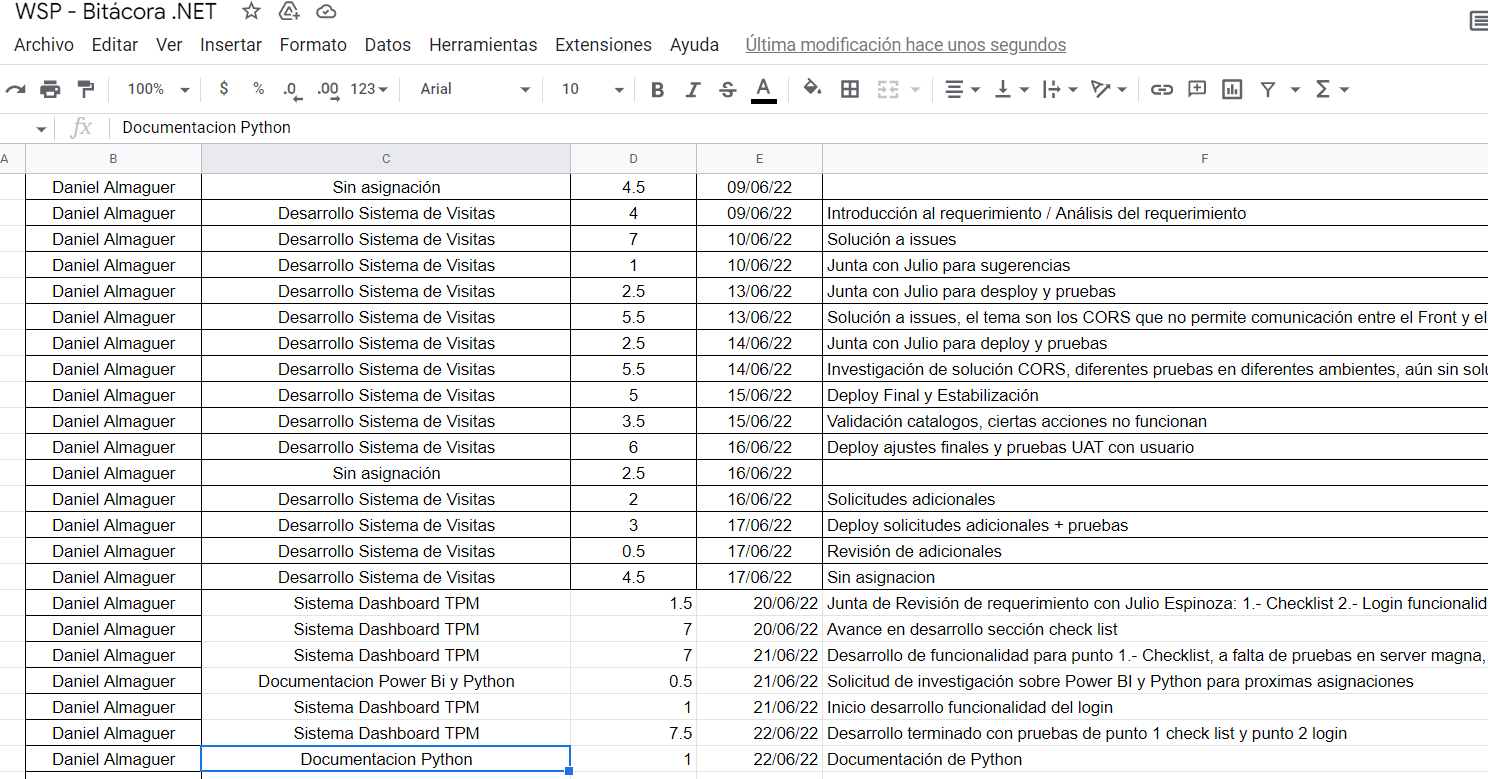 WSP - Bitácora .NET
Archivo Editar Ver Insertar Formato Datos Herramientas Extensiones Ayuda Última modificación hace unos segundos
100% $ % .0 .00 123 Arial 10 B I S A
fx Documentacion Python
A B C D E F
Daniel Almaguer Sin asignación 4.5 09/06/22
Daniel Almaguer Desarrollo Sistema de Visitas 4 09/06/22 Introducción al requerimiento / Análisis del requerimiento
Daniel Almaguer Desarrollo Sistema de Visitas 7 10/06/22 Solución a issues
Daniel Almaguer Desarrollo Sistema de Visitas 1 10/06/22 Junta con Julio para sugerencias
Daniel Almaguer Desarrollo Sistema de Visitas 2.5 13/06/22 Junta con Julio para desploy y pruebas
Daniel Almaguer Desarrollo Sistema de Visitas 5.5 13/06/22 Solución a issues, el tema son los CORS que no permite comunicación entre el Front y el
Daniel Almaguer Desarrollo Sistema de Visitas 2.5 14/06/22 Junta con Julio para deploy y pruebas
Daniel Almaguer Desarrollo Sistema de Visitas 5.5 14/06/22 Investigación de solución CORS, diferentes pruebas en diferentes ambientes, aún sin solu
Daniel Almaguer Desarrollo Sistema de Visitas 5 15/06/22 Deploy Final y Estabilización
Daniel Almaguer Desarrollo Sistema de Visitas 3.5 15/06/22 Validación catalogos, ciertas acciones no funcionan
Daniel Almaguer Desarrollo Sistema de Visitas 6 16/06/22 Deploy ajustes finales y pruebas UAT con usuario
Daniel Almaguer Sin asignación 2.5 16/06/22
Daniel Almaguer Desarrollo Sistema de Visitas 2 16/06/22 Solicitudes adicionales
Daniel Almaguer Desarrollo Sistema de Visitas 3 17/06/22 Deploy solicitudes adicionales + pruebas
Daniel Almaguer Desarrollo Sistema de Visitas 0.5 17/06/22 Revisión de adicionales
Daniel Almaguer Desarrollo Sistema de Visitas 4.5 17/06/22 Sin asignacion
Daniel Almaguer Sistema Dashboard TPM 1.5 20/06/22 Junta de Revisión de requerimiento con Julio Espinoza: 1.- Checklist 2.- Login funcionalid
Daniel Almaguer Sistema Dashboard TPM 7 20/06/22 Avance en desarrollo sección check list
Daniel Almaguer Sistema Dashboard TPM 7 21/06/22 Desarrollo de funcionalidad para punto 1.- Checklist, a falta de pruebas en server magna,
Daniel Almaguer Documentacion Power Bi y Python 0.5 21/06/22 Solicitud de investigación sobre Power BI y Python para proximas asignaciones
Daniel Almaguer Sistema Dashboard TPM 1 21/06/22 Inicio desarrollo funcionalidad del login
Daniel Almaguer Sistema Dashboard TPM 7.5 22/06/22 Desarrollo terminado con pruebas de punto 1 check list y punto 2 login
Daniel Almaguer Documentacion Python 1 22/06/22 Documentación de Python